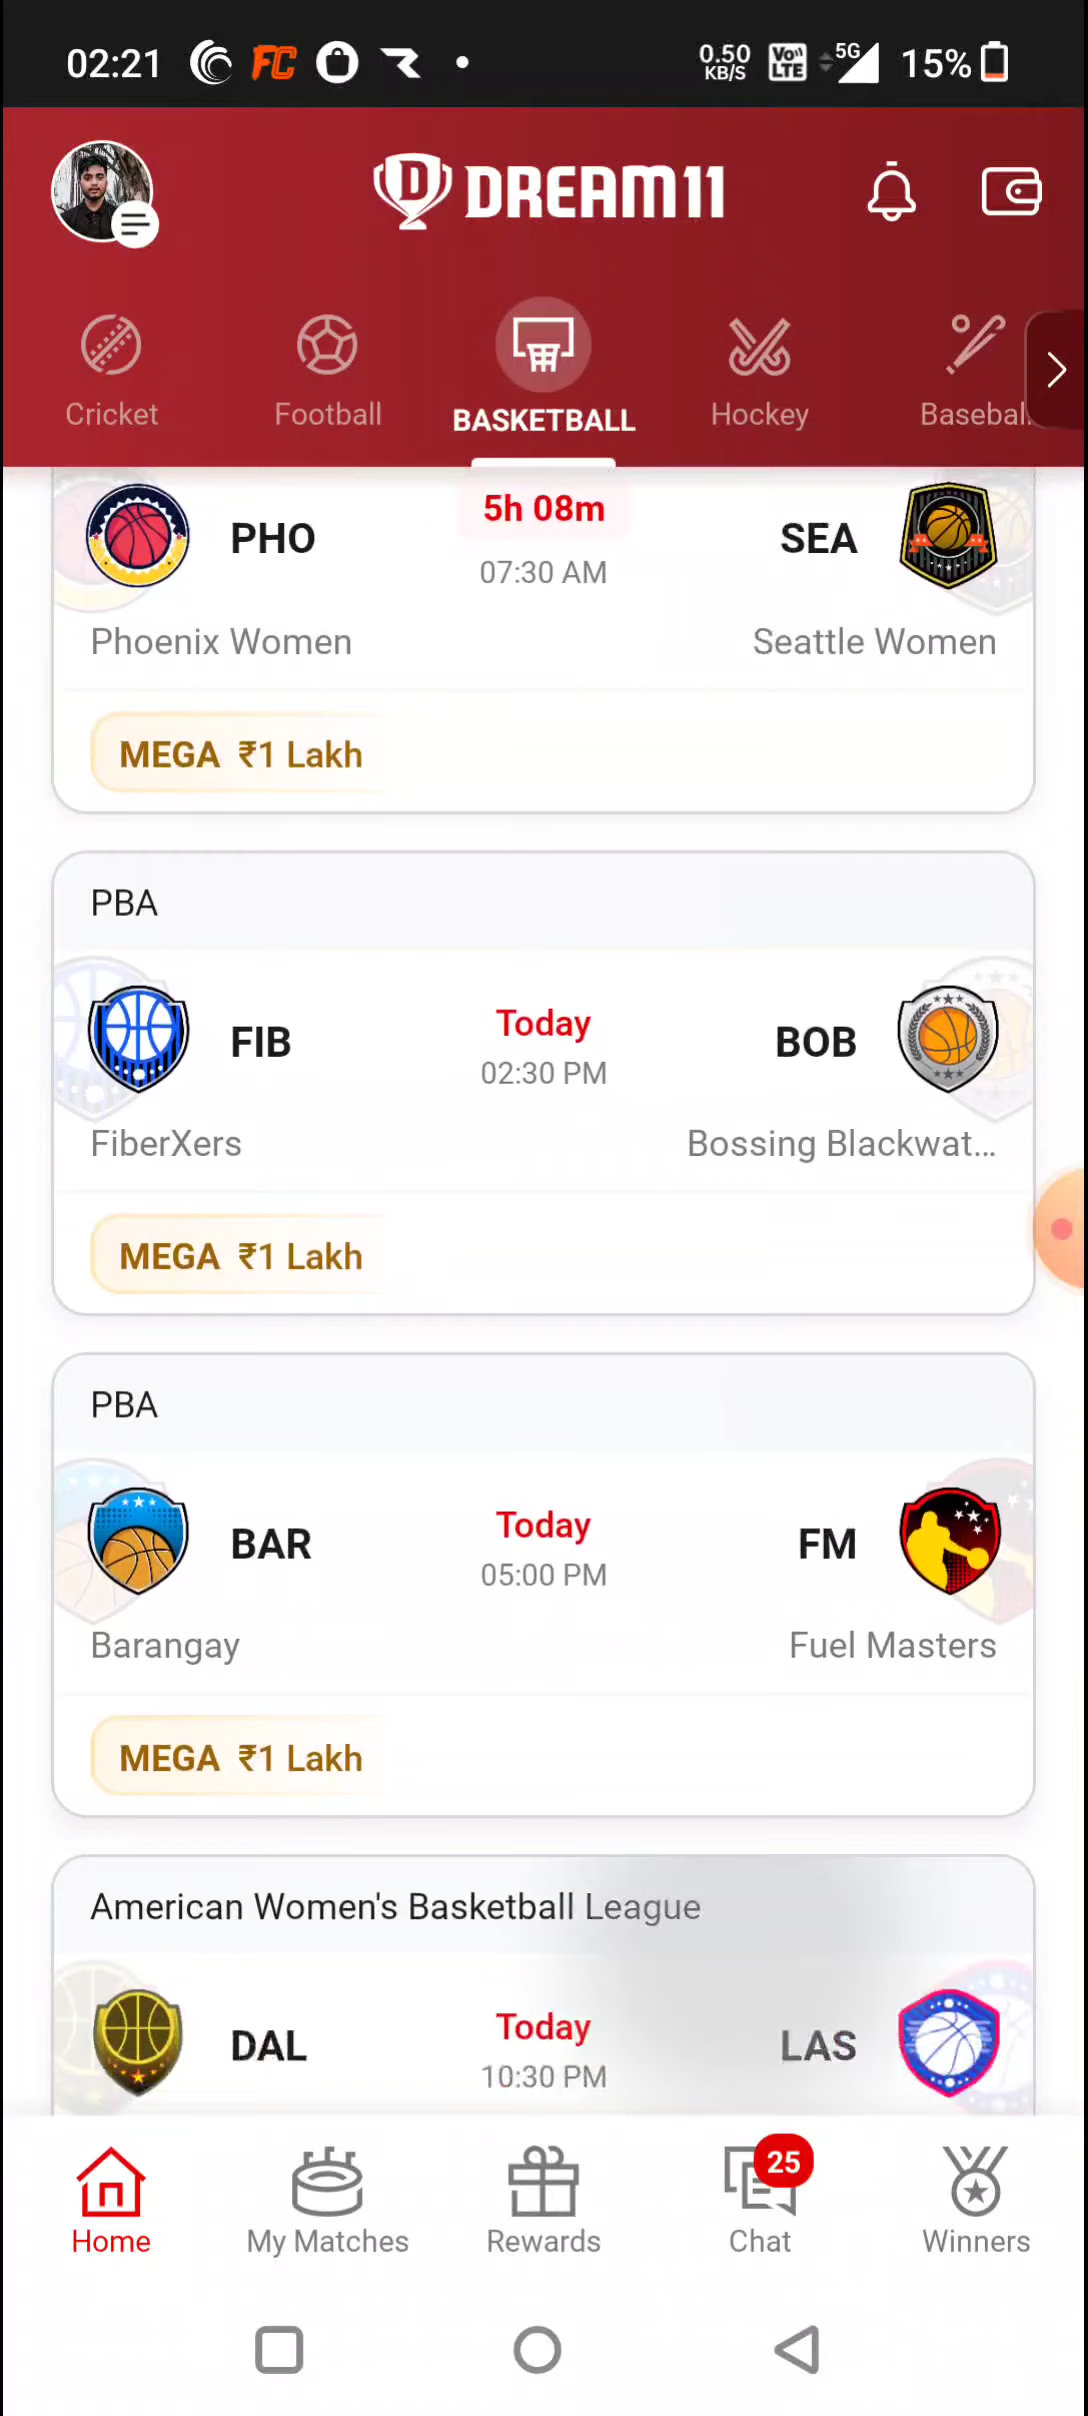 02:21 FC 0.50 KB/S VoLTE 5G 15%
DREAM11
Cricket Football BASKETBALL Hockey Basebal
5h 08m
PHO SEA
07:30 AM
Phoenix Women Seattle Women
MEGA ₹1 Lakh
PBA
Today
FIB BOB
02:30 PM
FiberXers Bossing Blackwat...
MEGA ₹1 Lakh
PBA
Today
BAR FM
05:00 PM
Barangay Fuel Masters
MEGA ₹1 Lakh
American Women's Basketball League
Today
DAL LAS
10:30 PM
25
Home My Matches Rewards Chat Winners